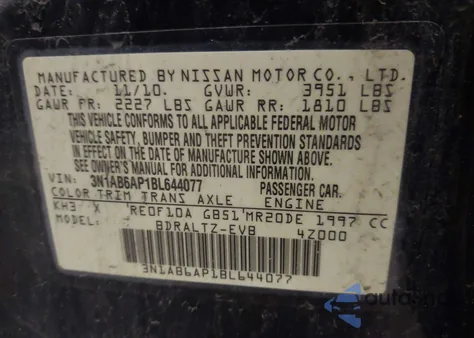 MANUFACTURED BY NISSAN MOTOR CO., LTD.
DATE: 11/10. GVWR: 3951 LBS
GAWR FR: 2227 LBS GAWR RR: 1810 LBS
THIS VEHICLE CONFORMS TO ALL APPLICABLE FEDERAL MOTOR
VEHICLE SAFETY, BUMPER AND THEFT PREVENTION STANDARDS
IN EFFECT ON THE DATE OF MANUFACTURE SHOWN ABOVE.
SEE OWNER'S MANUAL FOR ADDITIONAL INFORMATION.
VIN: 3N1AB6AP1BL644077 PASSENGER CAR.
COLOR TRIM TRANS AXLE ENGINE
KH3 X RE0F10A GB51 MR20DE 1997 CC
MODEL: BDRALTZ-EVB 4Z000
3N1AB6AP1BL644077